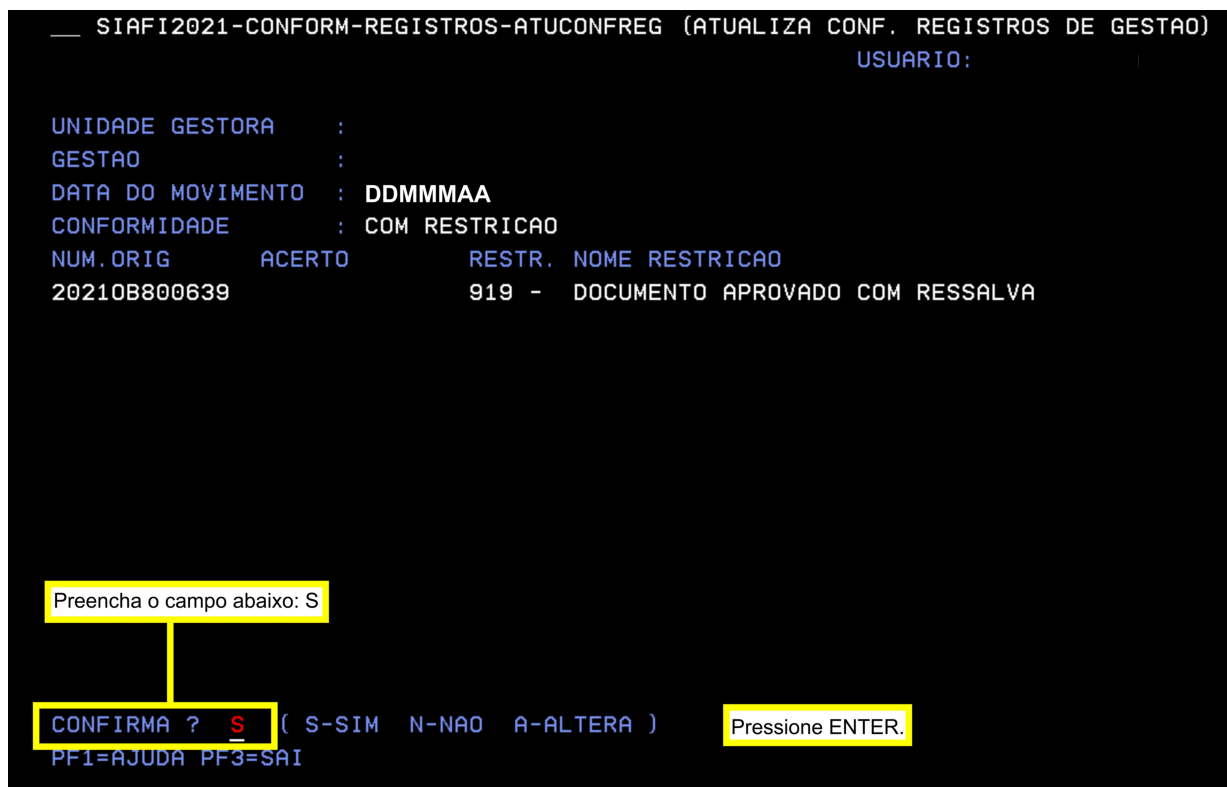 __ SIAFI2021-CONFORM-REGISTROS-ATUCONFREG (ATUALIZA CONF. REGISTROS DE GESTAO)
USUARIO:
UNIDADE GESTORA :
GESTAO :
DATA DO MOVIMENTO : DDMMMAA
CONFORMIDADE : COM RESTRICAO
NUM.ORIG ACERTO RESTR. NOME RESTRICAO
2021OB800639 919 - DOCUMENTO APROVADO COM RESSALVA
Preencha o campo abaixo: S
CONFIRMA ? S ( S-SIM N-NAO A-ALTERA ) Pressione ENTER.
PF1=AJUDA PF3=SAI